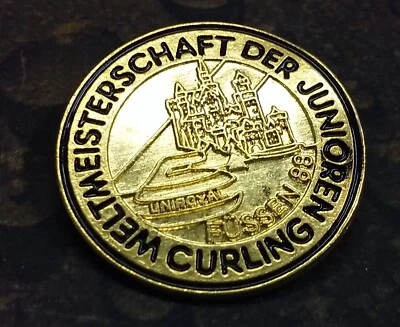 WELTMEISTERSCHAFT DER JUNIOREN
CURLING
UNIROYAL
FÜSSEN 88